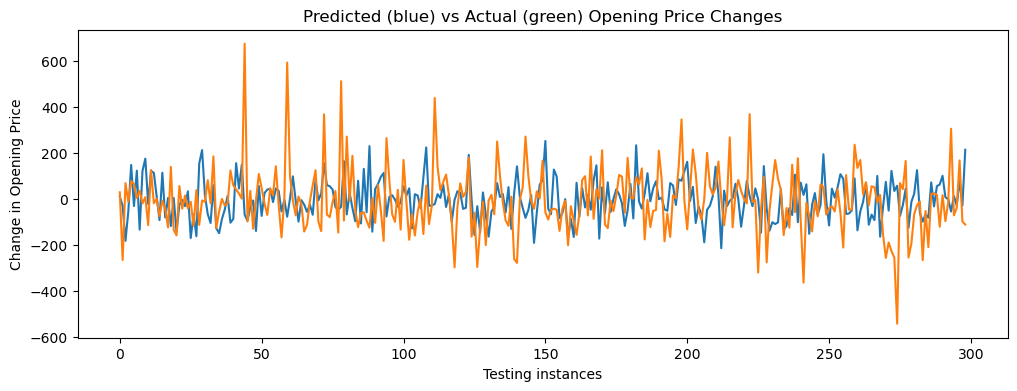 Predicted (blue) vs Actual (green) Opening Price Changes
Change in Opening Price
600
400
200
0
−200
−400
−600
0 50 100 150 200 250 300
Testing instances